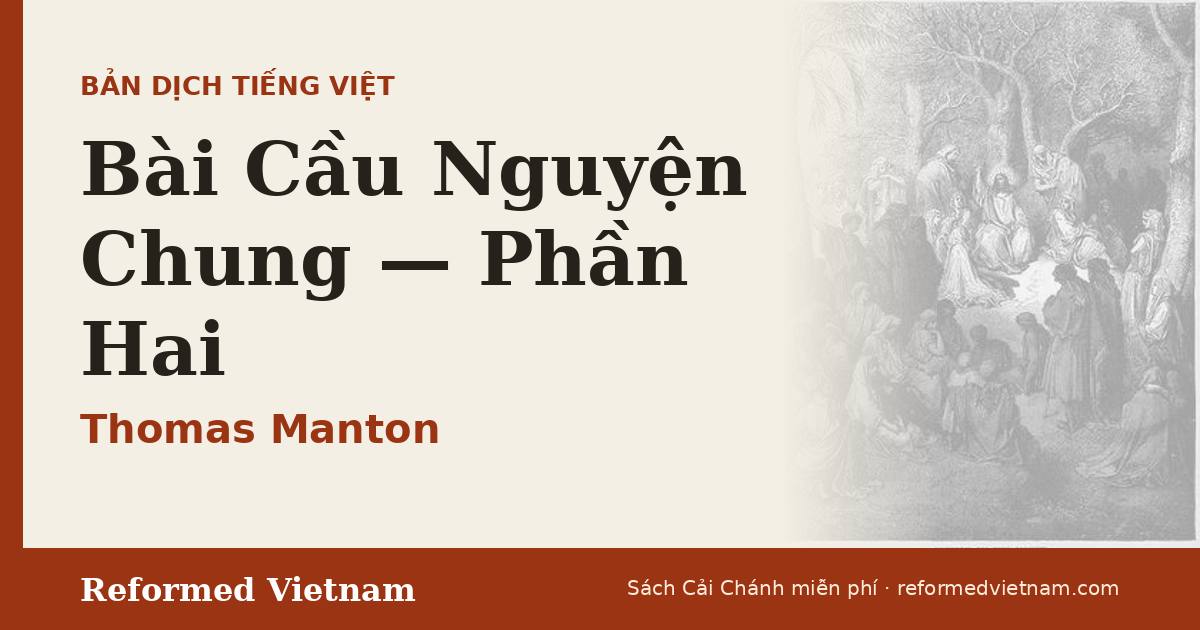 BẢN DỊCH TIẾNG VIỆT
Bài Cầu Nguyện
Chung — Phần
Hai
Thomas Manton
Reformed Vietnam
Sách Cải Chánh miễn phí · reformedvietnam.com